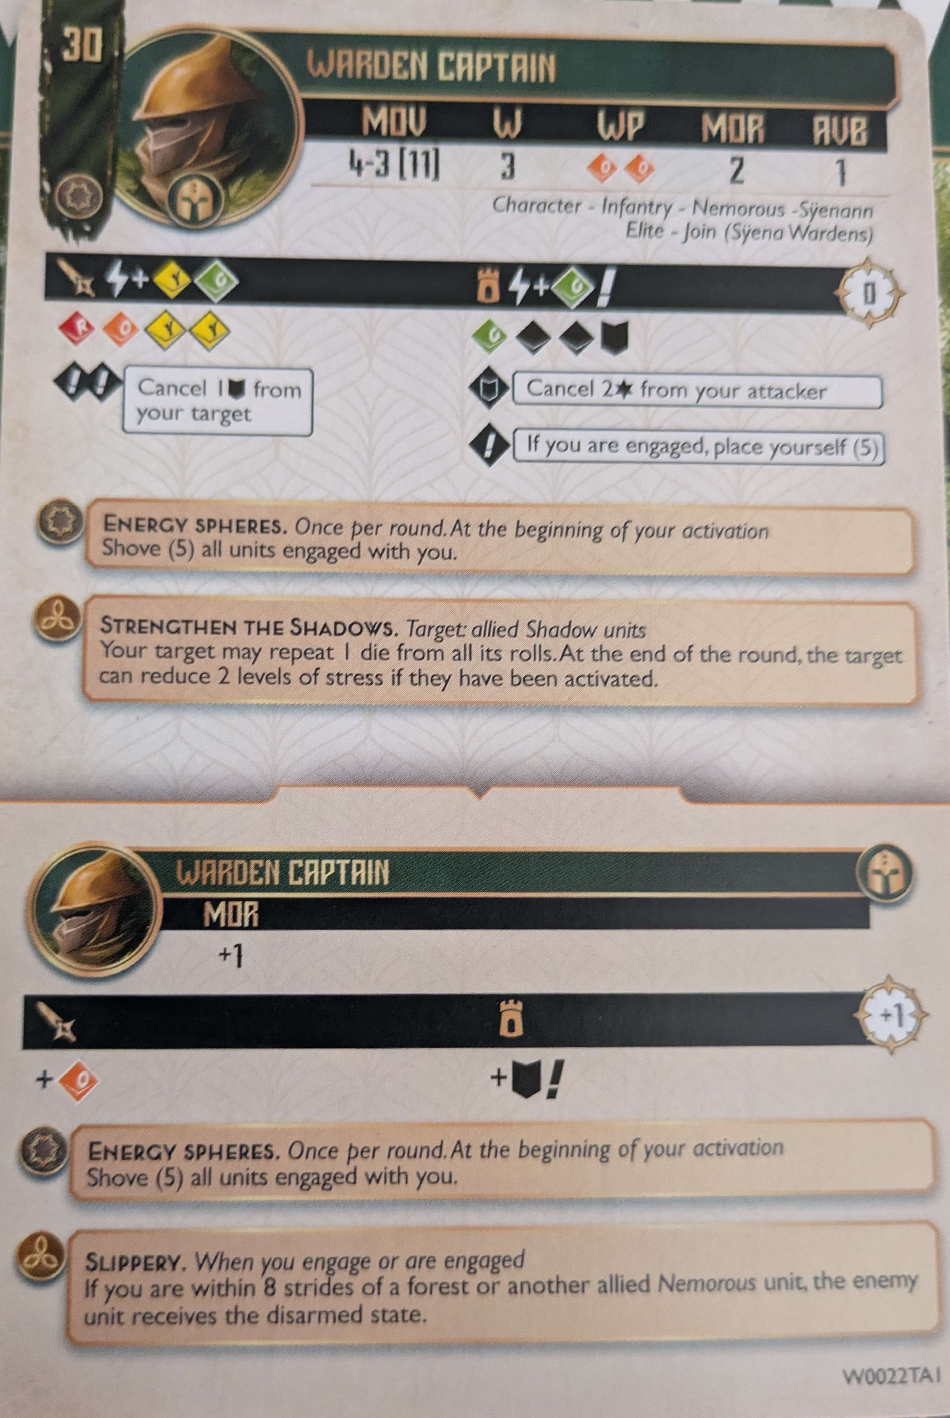 30
WARDEN CAPTAIN
MOV W WP MOR AVB
4-3 [11] 3 O O 2 1
Character - Infantry - Nemorous -Sÿenann
Elite - Join (Sÿena Wardens)
+ Y G + G ! 0
R O Y Y G
! ! Cancel 1 from
your target
Cancel 2 from your attacker
! If you are engaged, place yourself (5)
ENERGY SPHERES. Once per round. At the beginning of your activation
Shove (5) all units engaged with you.
STRENGTHEN THE SHADOWS. Target: allied Shadow units
Your target may repeat 1 die from all its rolls. At the end of the round, the target
can reduce 2 levels of stress if they have been activated.
WARDEN CAPTAIN
MOR
+1
+1
+ O + !
ENERGY SPHERES. Once per round. At the beginning of your activation
Shove (5) all units engaged with you.
SLIPPERY. When you engage or are engaged
If you are within 8 strides of a forest or another allied Nemorous unit, the enemy
unit receives the disarmed state.
W0022TA1